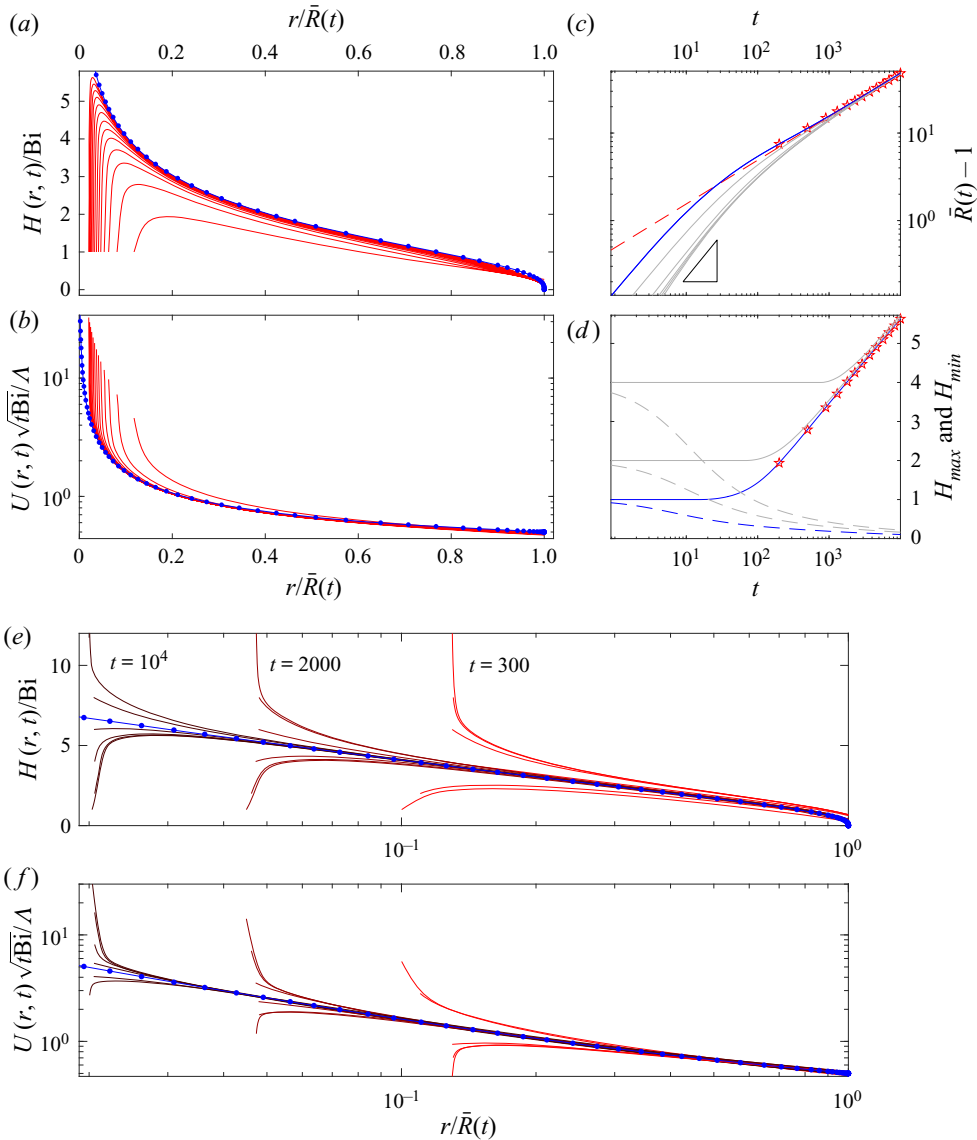 (a)
r/R̄(t)
0 0.2 0.4 0.6 0.8 1.0
H (r, t)/Bi
5
4
3
2
1
0
(c)
t
10¹ 10³
R̄(t) − 1
10¹
10⁰
(b)
U (r, t) √tBi/Λ
10¹
10⁰
0 0.2 0.4 0.6 0.8 1.0
r/R̄(t)
(d)
H_max and H_min
5
4
3
2
1
0
10¹ 10² 10³
t
(e)
H (r, t)/Bi
10
5
0
t = 10⁴
t = 2000
t = 300
10⁻¹ 10⁰
(f)
U (r, t) √tBi/Λ
10¹
10⁰
10⁻¹ 10⁰
r/R̄(t)